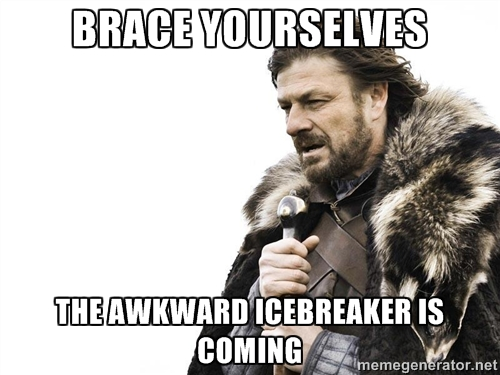 BRACE YOURSELVES
THE AWKWARD ICEBREAKER IS
COMING
memegenerator.net